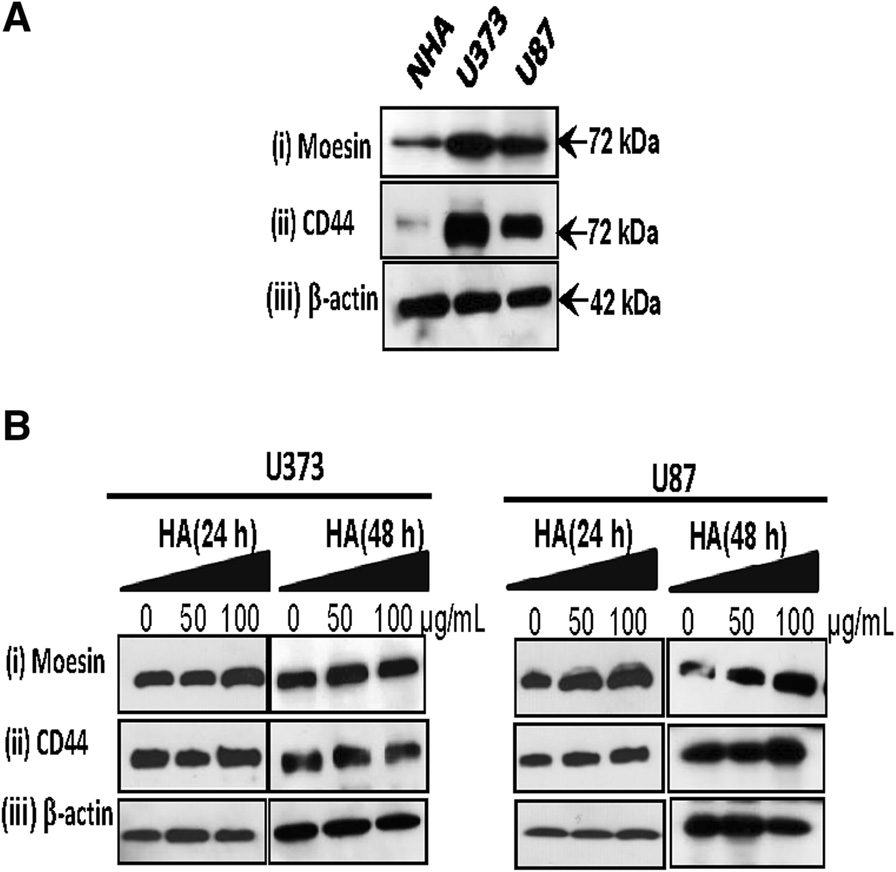 A
NHA U373 U87
(i) Moesin ←72 kDa
(ii) CD44 ←72 kDa
(iii) β-actin ←42 kDa
B
U373 U87
HA(24 h) HA(48 h) HA(24 h) HA(48 h)
0 50 100 0 50 100 µg/mL 0 50 100 0 50 100 µg/mL
(i) Moesin
(ii) CD44
(iii) β-actin